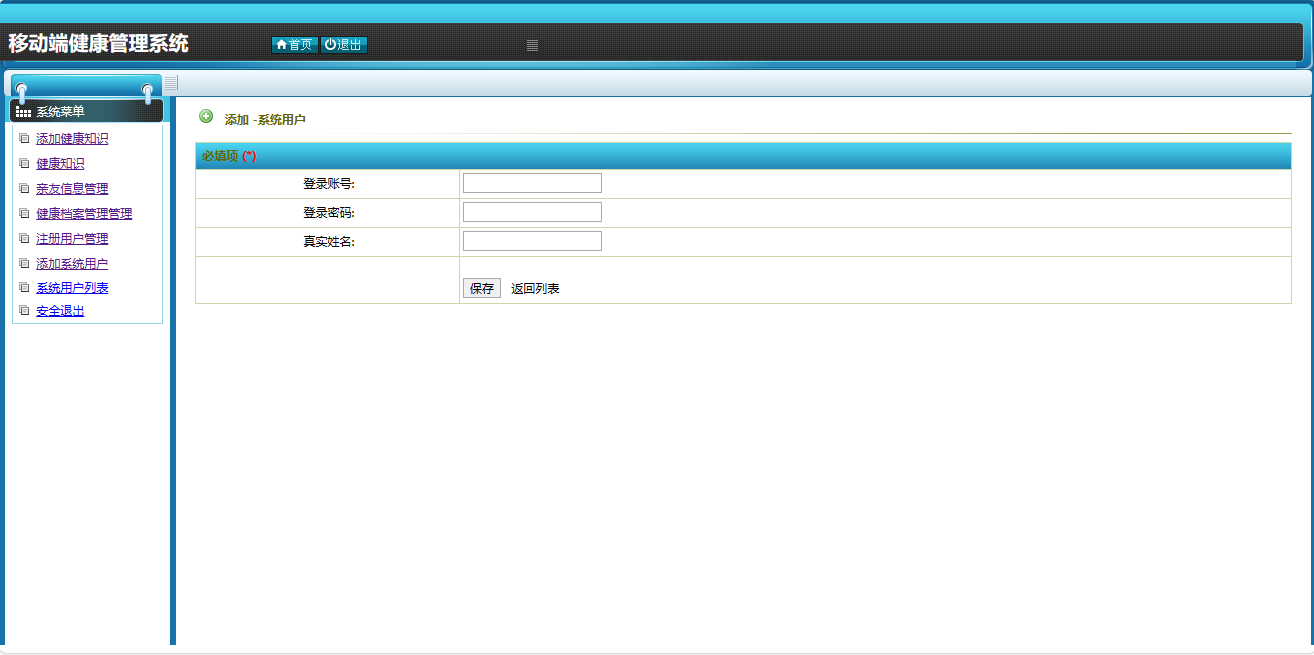 移动端健康管理系统
首页 退出
系统菜单
添加健康知识
健康知识
亲友信息管理
健康档案管理管理
注册用户管理
添加系统用户
系统用户列表
安全退出
添加 -系统用户
必填项 (*)
登录账号:
登录密码:
真实姓名:
保存 返回列表